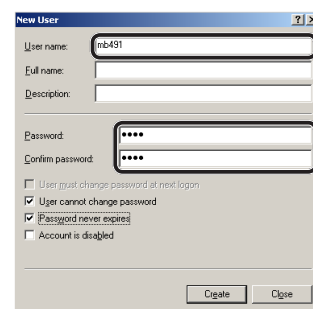 New User
User name: mb491
Full name:
Description:
Password: ●●●●
Confirm password: ●●●●
User must change password at next logon
User cannot change password
Password never expires
Account is disabled
Create Close